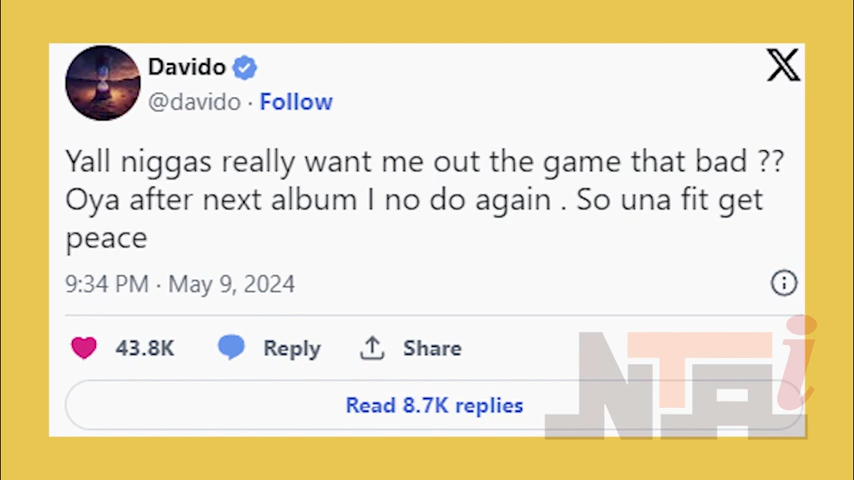 Davido
@davido · Follow
Yall niggas really want me out the game that bad ??
Oya after next album I no do again . So una fit get
peace
9:34 PM · May 9, 2024
43.8K Reply Share
Read 8.7K replies
NTAi